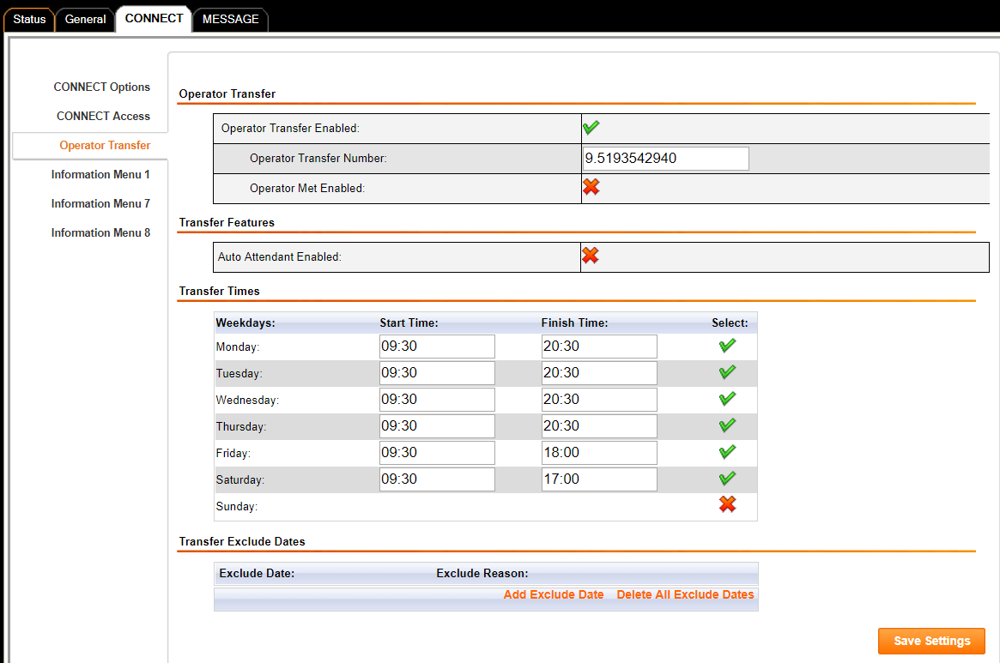 Status General CONNECT MESSAGE
CONNECT Options
CONNECT Access
Operator Transfer
Information Menu 1
Information Menu 7
Information Menu 8
Operator Transfer
Operator Transfer Enabled:
Operator Transfer Number: 9.5193542940
Operator Met Enabled:
Transfer Features
Auto Attendant Enabled:
Transfer Times
Weekdays: Start Time: Finish Time: Select:
Monday: 09:30 20:30
Tuesday: 09:30 20:30
Wednesday: 09:30 20:30
Thursday: 09:30 20:30
Friday: 09:30 18:00
Saturday: 09:30 17:00
Sunday:
Transfer Exclude Dates
Exclude Date: Exclude Reason:
Add Exclude Date Delete All Exclude Dates
Save Settings